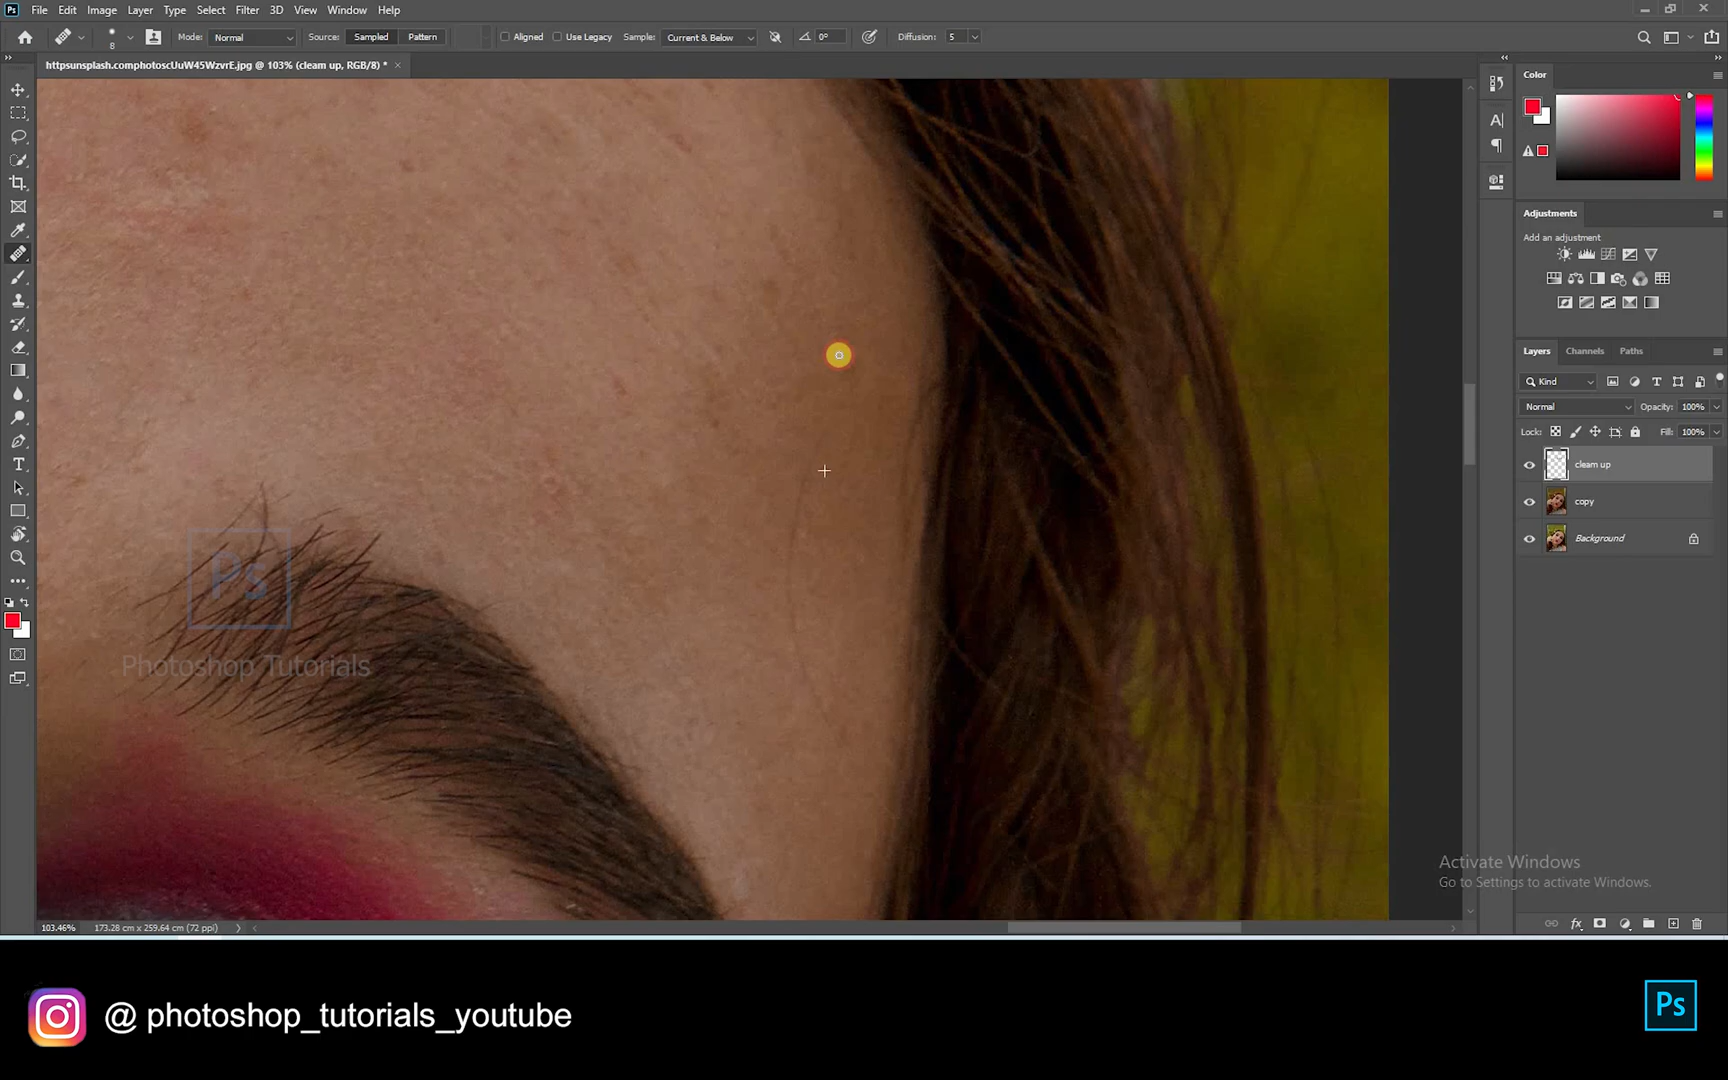 Ps File Edit Image Layer Type Select Filter 3D View Window Help
8 Mode: Normal Source: Sampled Pattern Aligned Use Legacy Sample: Current & Below 0° Diffusion: 5
httpsunsplash.comphotoscUuW45WzvrE.jpg @ 103% (cleam up, RGB/8) * ×
Color
Adjustments
Add an adjustment
Layers Channels Paths
Kind
Normal Opacity: 100%
Lock: Fill: 100%
cleam up
copy
Background
Ps
Photoshop Tutorials
Activate Windows
Go to Settings to activate Windows.
103.46% 173.28 cm x 259.64 cm (72 ppi)
@ photoshop_tutorials_youtube
Ps